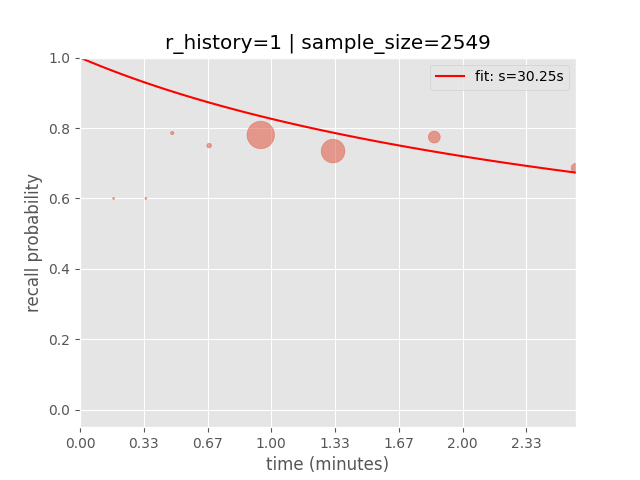 r_history=1 | sample_size=2549
fit: s=30.25s
recall probability
1.0
0.8
0.6
0.4
0.2
0.0
0.00 0.33 0.67 1.00 1.33 1.67 2.00 2.33
time (minutes)